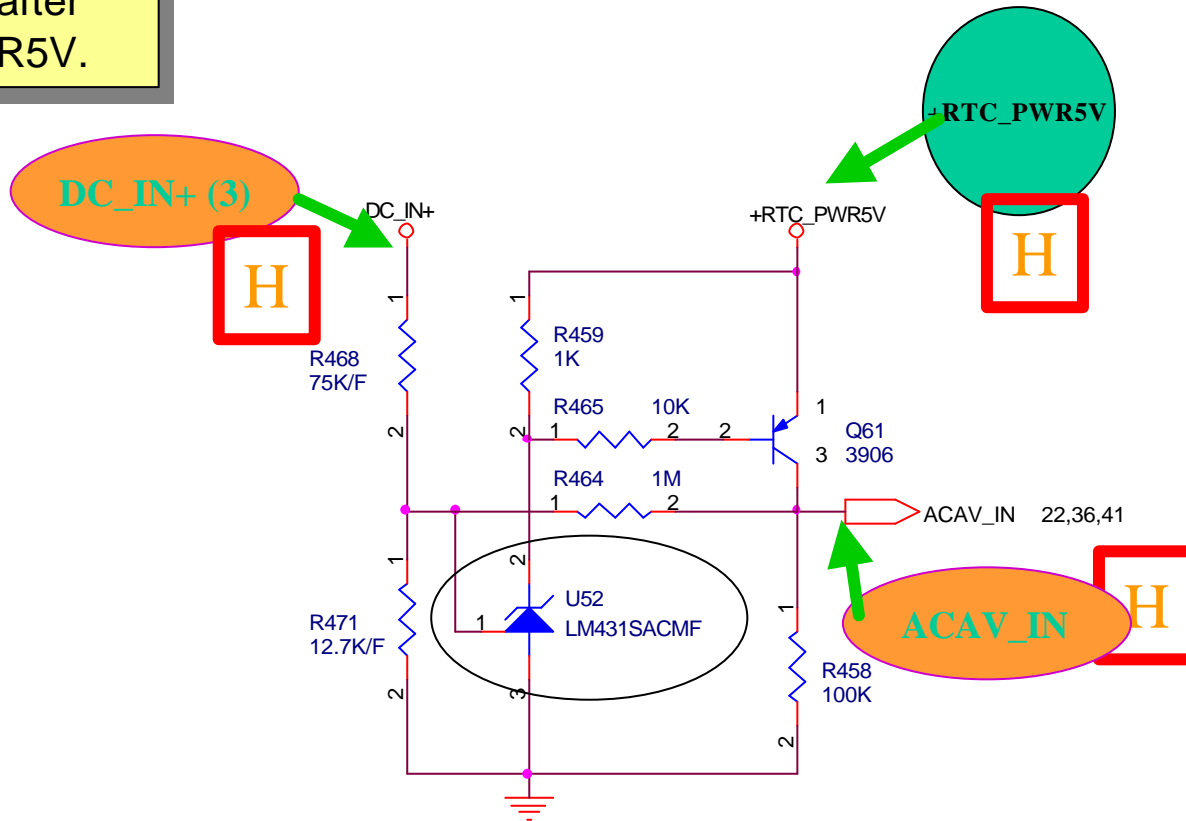 after
R5V.
+RTC_PWR5V
DC_IN+ (3)
DC_IN+
+RTC_PWR5V
H
H
1
1
R468
75K/F
R459
1K
2
2
R465 10K
1 2 2
1
3
Q61
3906
R464 1M
1 2
ACAV_IN 22,36,41
1
R471
12.7K/F
2
2
1
U52
LM431SACMF
3
1
R458
100K
2
ACAV_IN
H